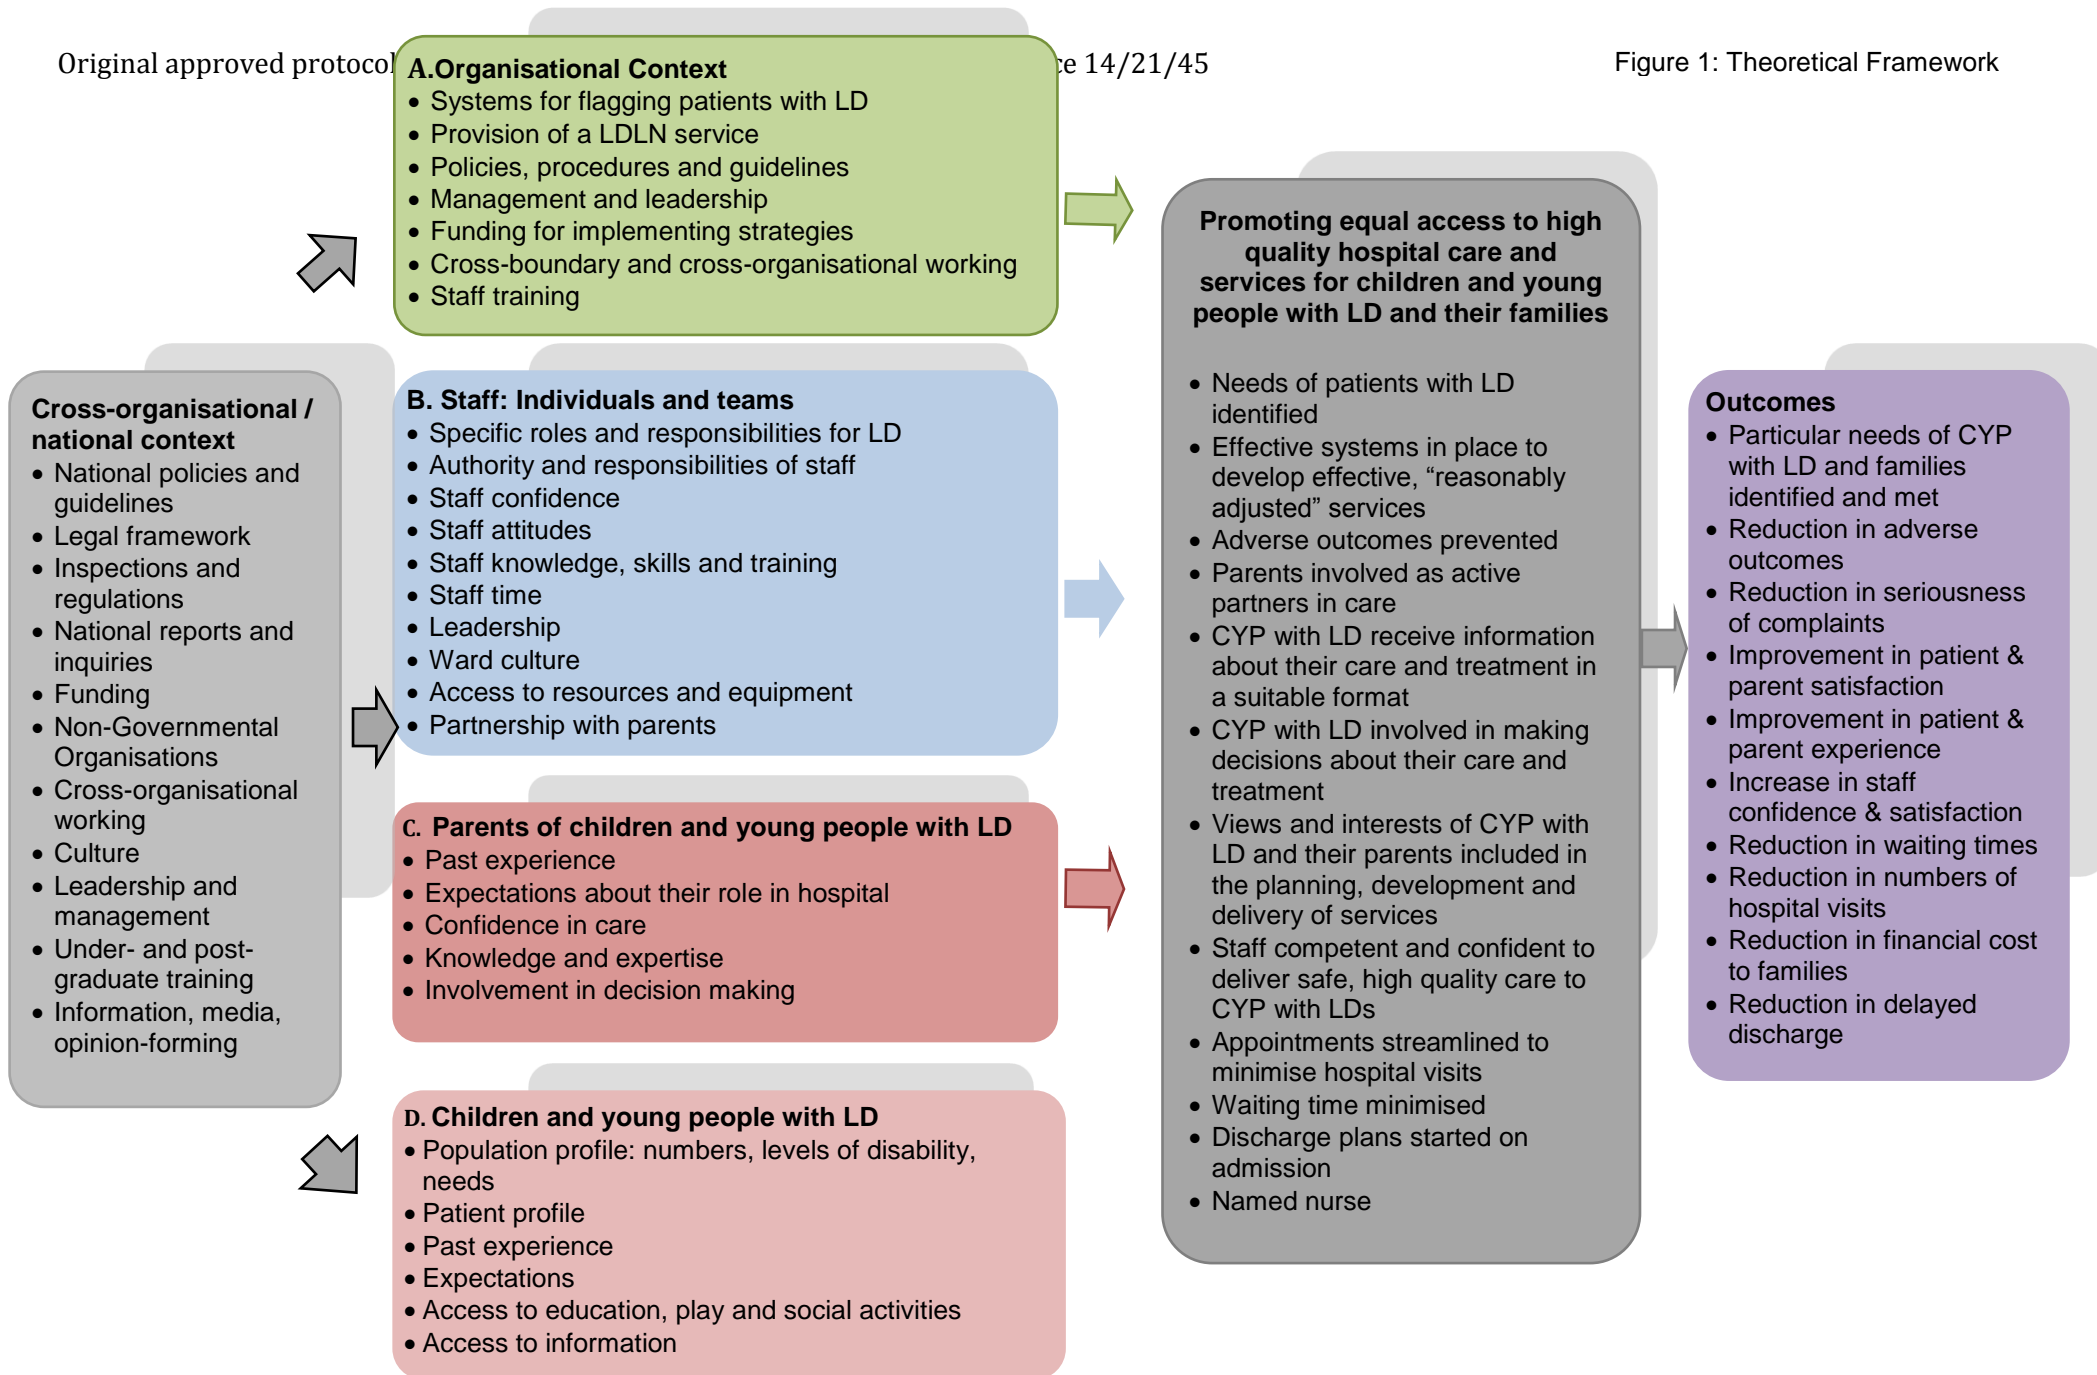 Original approved protocol
ce 14/21/45
Figure 1: Theoretical Framework
A.Organisational Context
• Systems for flagging patients with LD
• Provision of a LDLN service
• Policies, procedures and guidelines
• Management and leadership
• Funding for implementing strategies
• Cross-boundary and cross-organisational working
• Staff training
Cross-organisational /
national context
• National policies and
guidelines
• Legal framework
• Inspections and
regulations
• National reports and
inquiries
• Funding
• Non-Governmental
Organisations
• Cross-organisational
working
• Culture
• Leadership and
management
• Under- and post-
graduate training
• Information, media,
opinion-forming
B. Staff: Individuals and teams
• Specific roles and responsibilities for LD
• Authority and responsibilities of staff
• Staff confidence
• Staff attitudes
• Staff knowledge, skills and training
• Staff time
• Leadership
• Ward culture
• Access to resources and equipment
• Partnership with parents
C. Parents of children and young people with LD
• Past experience
• Expectations about their role in hospital
• Confidence in care
• Knowledge and expertise
• Involvement in decision making
D. Children and young people with LD
• Population profile: numbers, levels of disability,
needs
• Patient profile
• Past experience
• Expectations
• Access to education, play and social activities
• Access to information
Promoting equal access to high
quality hospital care and
services for children and young
people with LD and their families
• Needs of patients with LD
identified
• Effective systems in place to
develop effective, “reasonably
adjusted” services
• Adverse outcomes prevented
• Parents involved as active
partners in care
• CYP with LD receive information
about their care and treatment in
a suitable format
• CYP with LD involved in making
decisions about their care and
treatment
• Views and interests of CYP with
LD and their parents included in
the planning, development and
delivery of services
• Staff competent and confident to
deliver safe, high quality care to
CYP with LDs
• Appointments streamlined to
minimise hospital visits
• Waiting time minimised
• Discharge plans started on
admission
• Named nurse
Outcomes
• Particular needs of CYP
with LD and families
identified and met
• Reduction in adverse
outcomes
• Reduction in seriousness
of complaints
• Improvement in patient &
parent satisfaction
• Improvement in patient &
parent experience
• Increase in staff
confidence & satisfaction
• Reduction in waiting times
• Reduction in numbers of
hospital visits
• Reduction in financial cost
to families
• Reduction in delayed
discharge